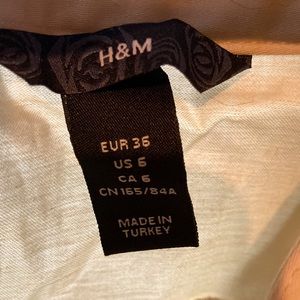 H&M
EUR 36
US 6
CA 6
CN 165/84A
MADE IN
TURKEY